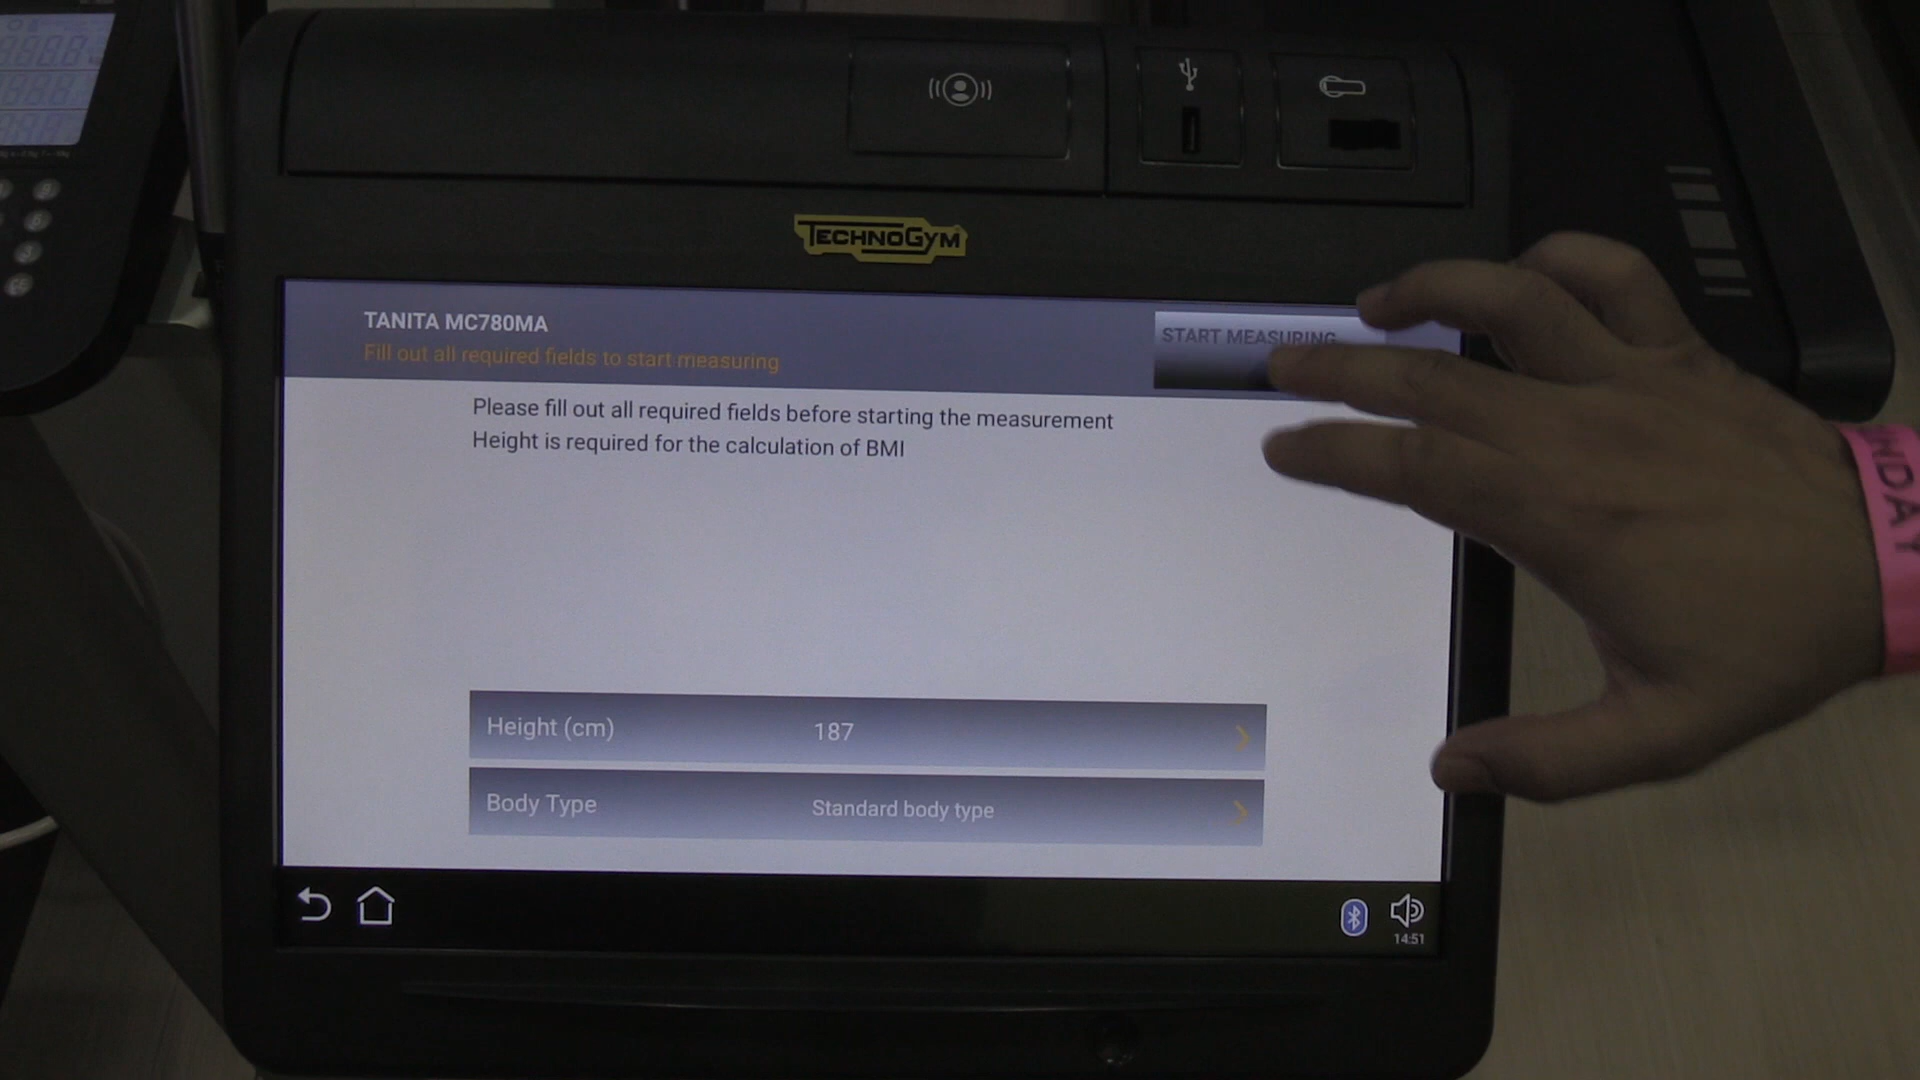 TECHNOGYM
TANITA MC780MA
Fill out all required fields to start measuring
START MEASURING
Please fill out all required fields before starting the measurement
Height is required for the calculation of BMI
Height (cm) 187
Body Type Standard body type
14:51
NDAY